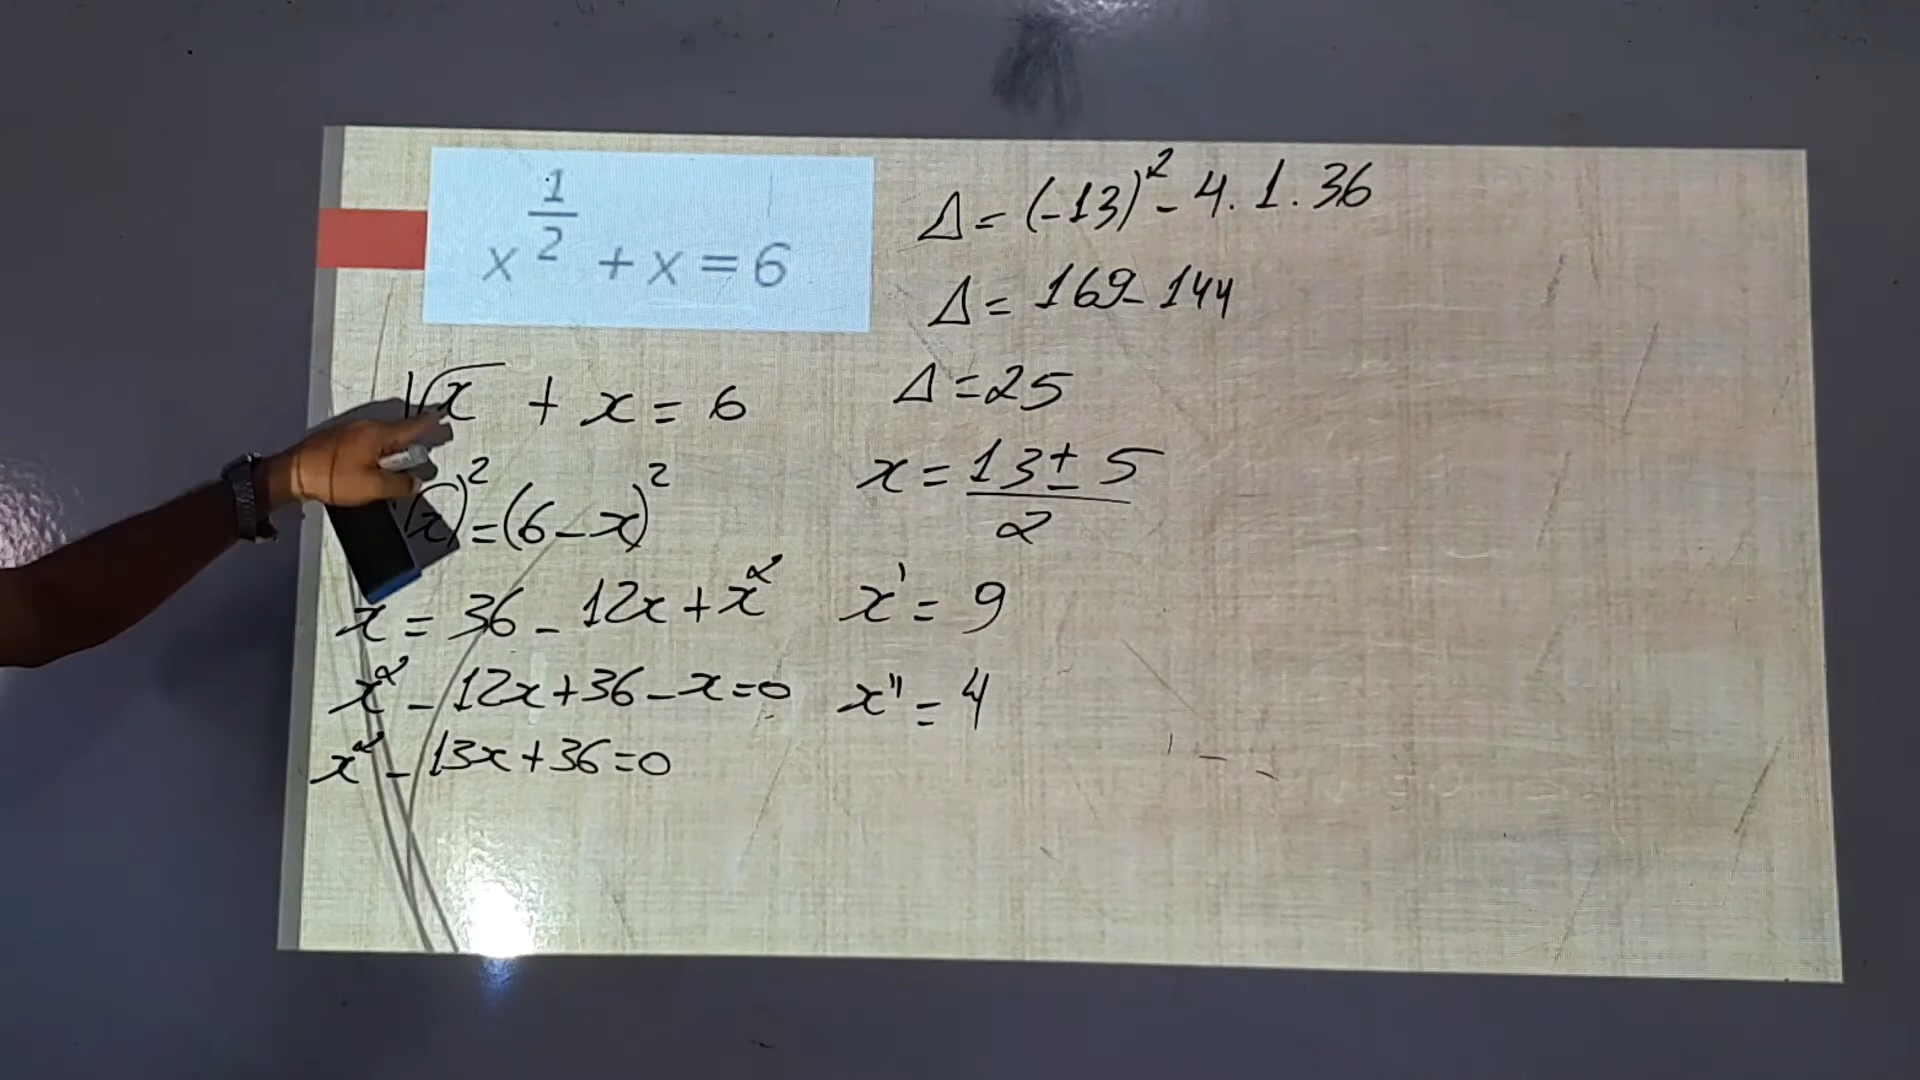 x^(1/2) + x = 6
√x + x = 6
(√x)² = (6 - x)²
x = 36 - 12x + x²
x² - 12x + 36 - x = 0
x² - 13x + 36 = 0
Δ = (-13)² - 4 . 1 . 36
Δ = 169 - 144
Δ = 25
x = (13 ± 5)/2
x' = 9
x'' = 4